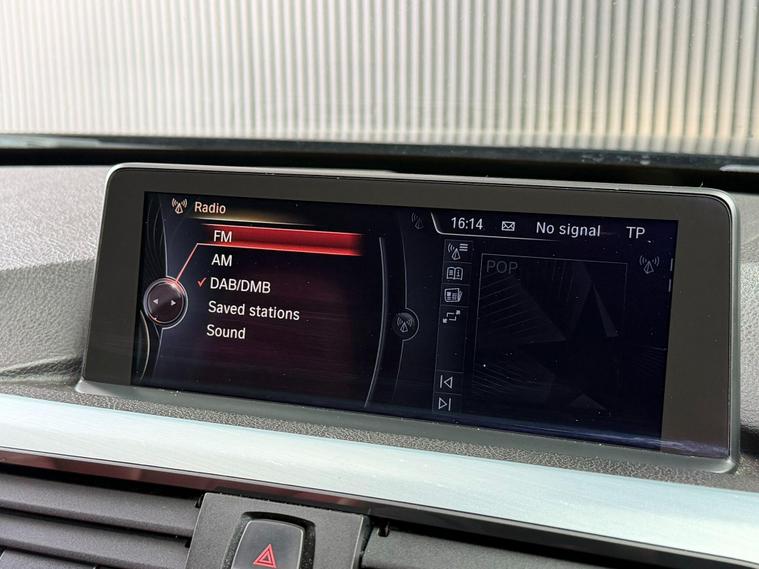 Radio
16:14 No signal TP
FM
AM
DAB/DMB
Saved stations
Sound
POP